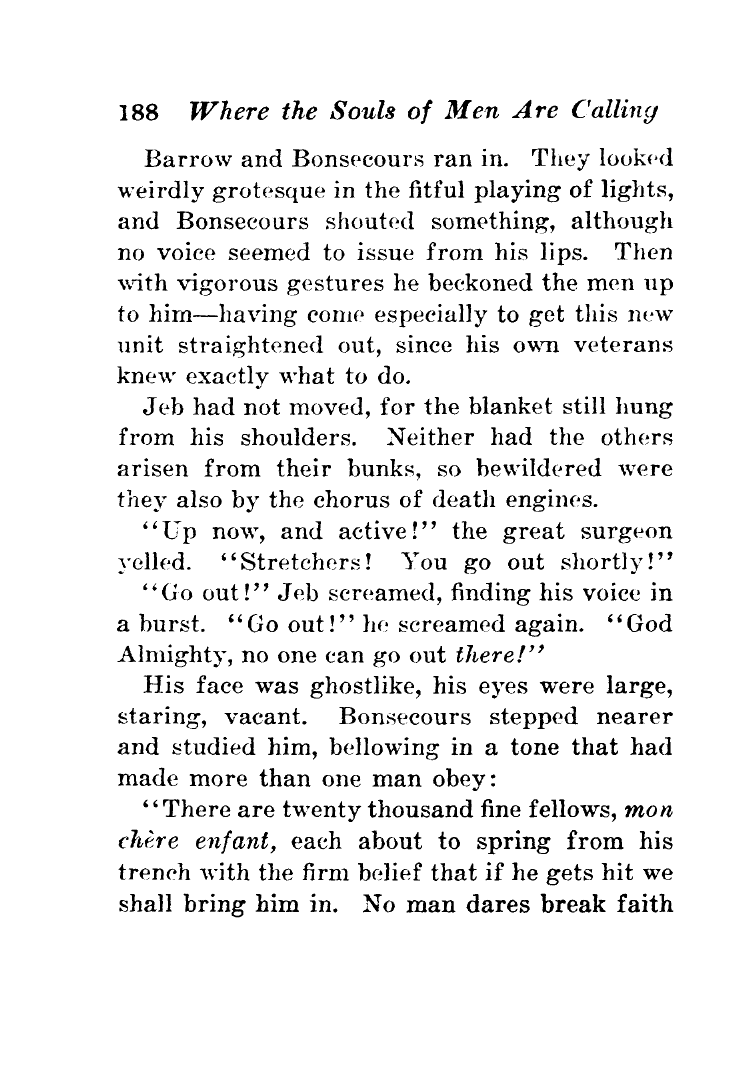 188 Where the Souls of Men Are Calling
Barrow and Bonsecours ran in. They looked
weirdly grotesque in the fitful playing of lights,
and Bonsecours shouted something, although
no voice seemed to issue from his lips. Then
with vigorous gestures he beckoned the men up
to him—having come especially to get this new
unit straightened out, since his own veterans
knew exactly what to do.
Jeb had not moved, for the blanket still hung
from his shoulders. Neither had the others
arisen from their bunks, so bewildered were
they also by the chorus of death engines.
“Up now, and active!” the great surgeon
yelled. “Stretchers! You go out shortly!”
“Go out!” Jeb screamed, finding his voice in
a burst. “Go out!” he screamed again. “God
Almighty, no one can go out there!”
His face was ghostlike, his eyes were large,
staring, vacant. Bonsecours stepped nearer
and studied him, bellowing in a tone that had
made more than one man obey:
“There are twenty thousand fine fellows, mon
chère enfant, each about to spring from his
trench with the firm belief that if he gets hit we
shall bring him in. No man dares break faith